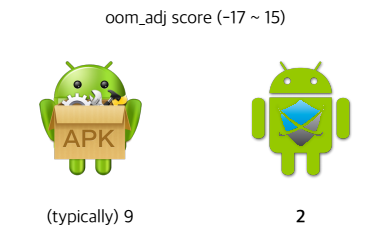 oom_adj score (-17 ~ 15)
APK
(typically) 9
2